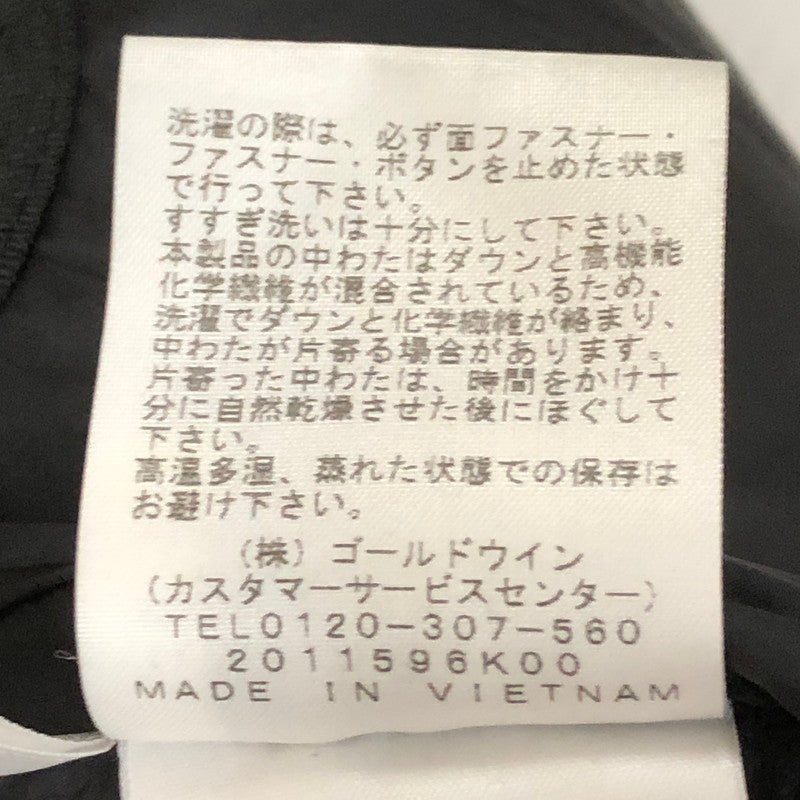 洗濯の際は、必ず面ファスナー・
ファスナー・ボタンを止めた状態
で行って下さい。
すすぎ洗いは十分にして下さい。
本製品の中わたはダウンと高機能
化学繊維が混合されているため、
洗濯でダウンと化学繊維が絡まり、
中わたが片寄る場合があります。
片寄った中わたは、時間をかけ十
分に自然乾燥させた後にほぐして
下さい。
高温多湿、蒸れた状態での保存は
お避け下さい。
(株)ゴールドウイン
(カスタマーサービスセンター)
TEL0120-307-560
2011596K00
MADE IN VIETNAM